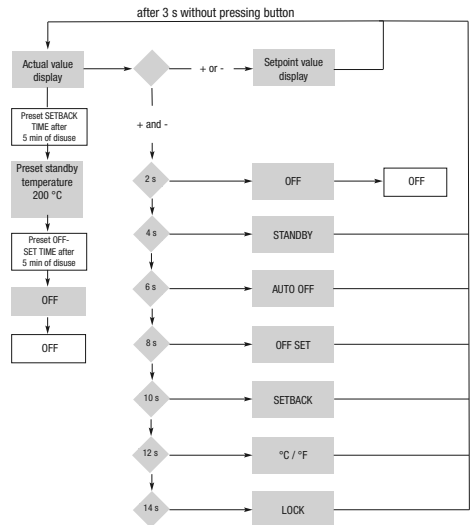 after 3 s without pressing button
Actual value
display
+ or -
Setpoint value
display
Preset SETBACK
TIME after
5 min of disuse
+ and -
Preset standby
temperature
200 °C
2 s
OFF
OFF
Preset OFF-
SET TIME after
5 min of disuse
4 s
STANDBY
OFF
6 s
AUTO OFF
OFF
8 s
OFF SET
10 s
SETBACK
12 s
°C / °F
14 s
LOCK